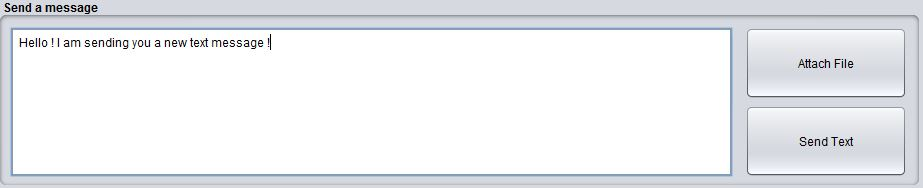 Send a message
Hello ! I am sending you a new text message !
Attach File
Send Text